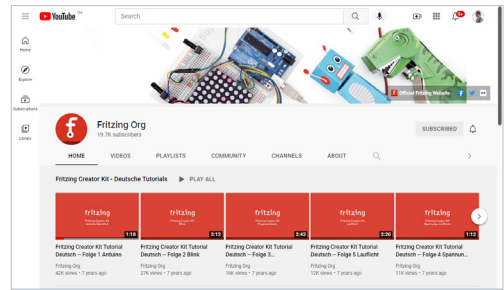 YouTube
Search
Home
Explore
Subscriptions
Library
Official Fritzing Website
Fritzing Org
19.7K subscribers
SUBSCRIBED
HOME VIDEOS PLAYLISTS COMMUNITY CHANNELS ABOUT
Fritzing Creator Kit - Deutsche Tutorials PLAY ALL
fritzing fritzing fritzing fritzing fritzing
1:18 3:12 2:43 2:20 1:12
Fritzing Creator Kit Tutorial Fritzing Creator Kit Tutorial Fritzing Creator Kit Tutorial Fritzing Creator Kit Tutorial Fritzing Creator Kit Tutorial
Deutsch – Folge 1 Arduino Deutsch – Folge 2 Blink Deutsch – Folge 3... Deutsch – Folge 5 Lauflicht Deutsch – Folge 4 Spannun...
Fritzing Org Fritzing Org Fritzing Org Fritzing Org Fritzing Org
42K views • 7 years ago 27K views • 7 years ago 16K views • 7 years ago 12K views • 7 years ago 11K views • 7 years ago